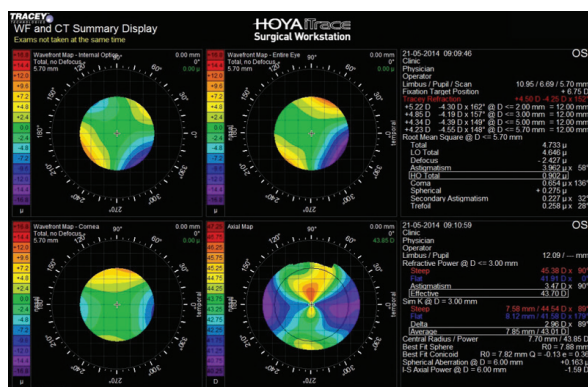 TRACEY
TECHNOLOGIES
WF and CT Summary Display
Exams not taken at the same time
HOYA iTrace
Surgical Workstation
Wavefront Map - Internal Optics
Total, no Defocus
5.70 mm
0.00 mm
0°
0.00 µ
Wavefront Map - Entire Eye
Total, no Defocus
5.70 mm
0.00 mm
0°
0.00 µ
90°
180°
270°
temporal
µ
21-05-2014 09:09:46 OS
Clinic
Physician
Operator
Limbus / Pupil / Scan 10.95 / 6.69 / 5.70 mm
Fixation Target Position + 6.75 D
Tracey Refraction +4.50 D -4.25 D x 152°
+5.22 D -4.30 D x 162° @ D <= 2.00 mm = 12.00 mm
+4.85 D -4.19 D x 157° @ D <= 3.00 mm = 12.00 mm
+4.34 D -4.39 D x 149° @ D <= 5.00 mm = 12.00 mm
+4.23 D -4.55 D x 148° @ D <= 5.70 mm = 12.00 mm
Root Mean Square @ D <= 5.70 mm
Total 4.733 µ
LO Total 4.646 µ
Defocus - 2.427 µ
Astigmatism 3.962 µ x 58°
HO Total 0.902 µ
Coma 0.654 µ x 136°
Spherical + 0.275 µ
Secondary Astigmatism 0.227 µ x 32°
Trefoil 0.258 µ x 28°
Wavefront Map - Cornea
Total, no Defocus
5.70 mm
0.00 mm
0°
0.00 µ
Axial Map
0.00 mm
0°
43.85 D
90°
180°
270°
temporal
µ
D
21-05-2014 09:10:59 OS
Clinic
Physician
Operator
Limbus / Pupil 12.09 / --- mm
Refractive Power @ D <= 3.00 mm
Steep 45.38 D x 90°
Flat 41.91 D x 0°
Astigmatism 3.47 D x 90°
Effective 43.70 D
Sim K @ D = 3.00 mm
Steep 7.58 mm / 44.54 D x 89°
Flat 8.12 mm / 41.58 D x 179°
Delta 2.96 D x 89°
Average 7.85 mm / 43.01 D
Central Radius / Power 7.70 mm / 43.85 D
Best Fit Sphere R0 = 7.88 mm
Best Fit Conicoid R0 = 7.82 mm Q = -0.13 e = 0.36
Spherical Aberration @ D = 6.00 mm +0.163 µ
I-S Axial Power @ D = 6.00 mm -1.59 D